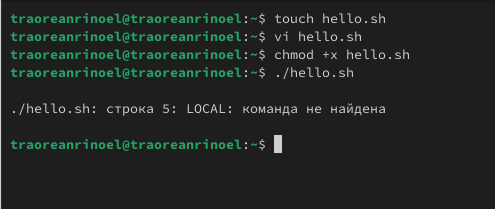 traoreanrinoel@traoreanrinoel:~$ touch hello.sh
traoreanrinoel@traoreanrinoel:~$ vi hello.sh
traoreanrinoel@traoreanrinoel:~$ chmod +x hello.sh
traoreanrinoel@traoreanrinoel:~$ ./hello.sh
./hello.sh: строка 5: LOCAL: команда не найдена
traoreanrinoel@traoreanrinoel:~$